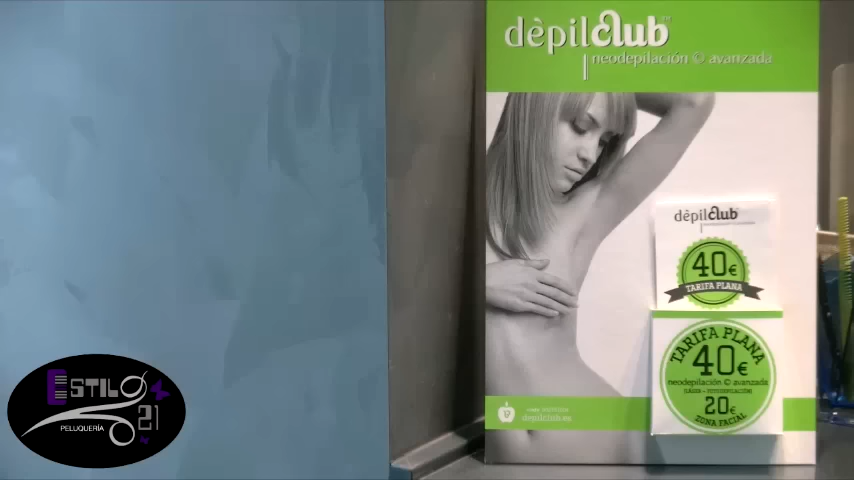 dèpilclub
neodepilación © avanzada
dèpilclub
40€
TARIFA PLANA
TARIFA PLANA
40€
neodepilación © avanzada
20€
ZONA FACIAL
depilclub.es
ESTILO
21
PELUQUERÍA